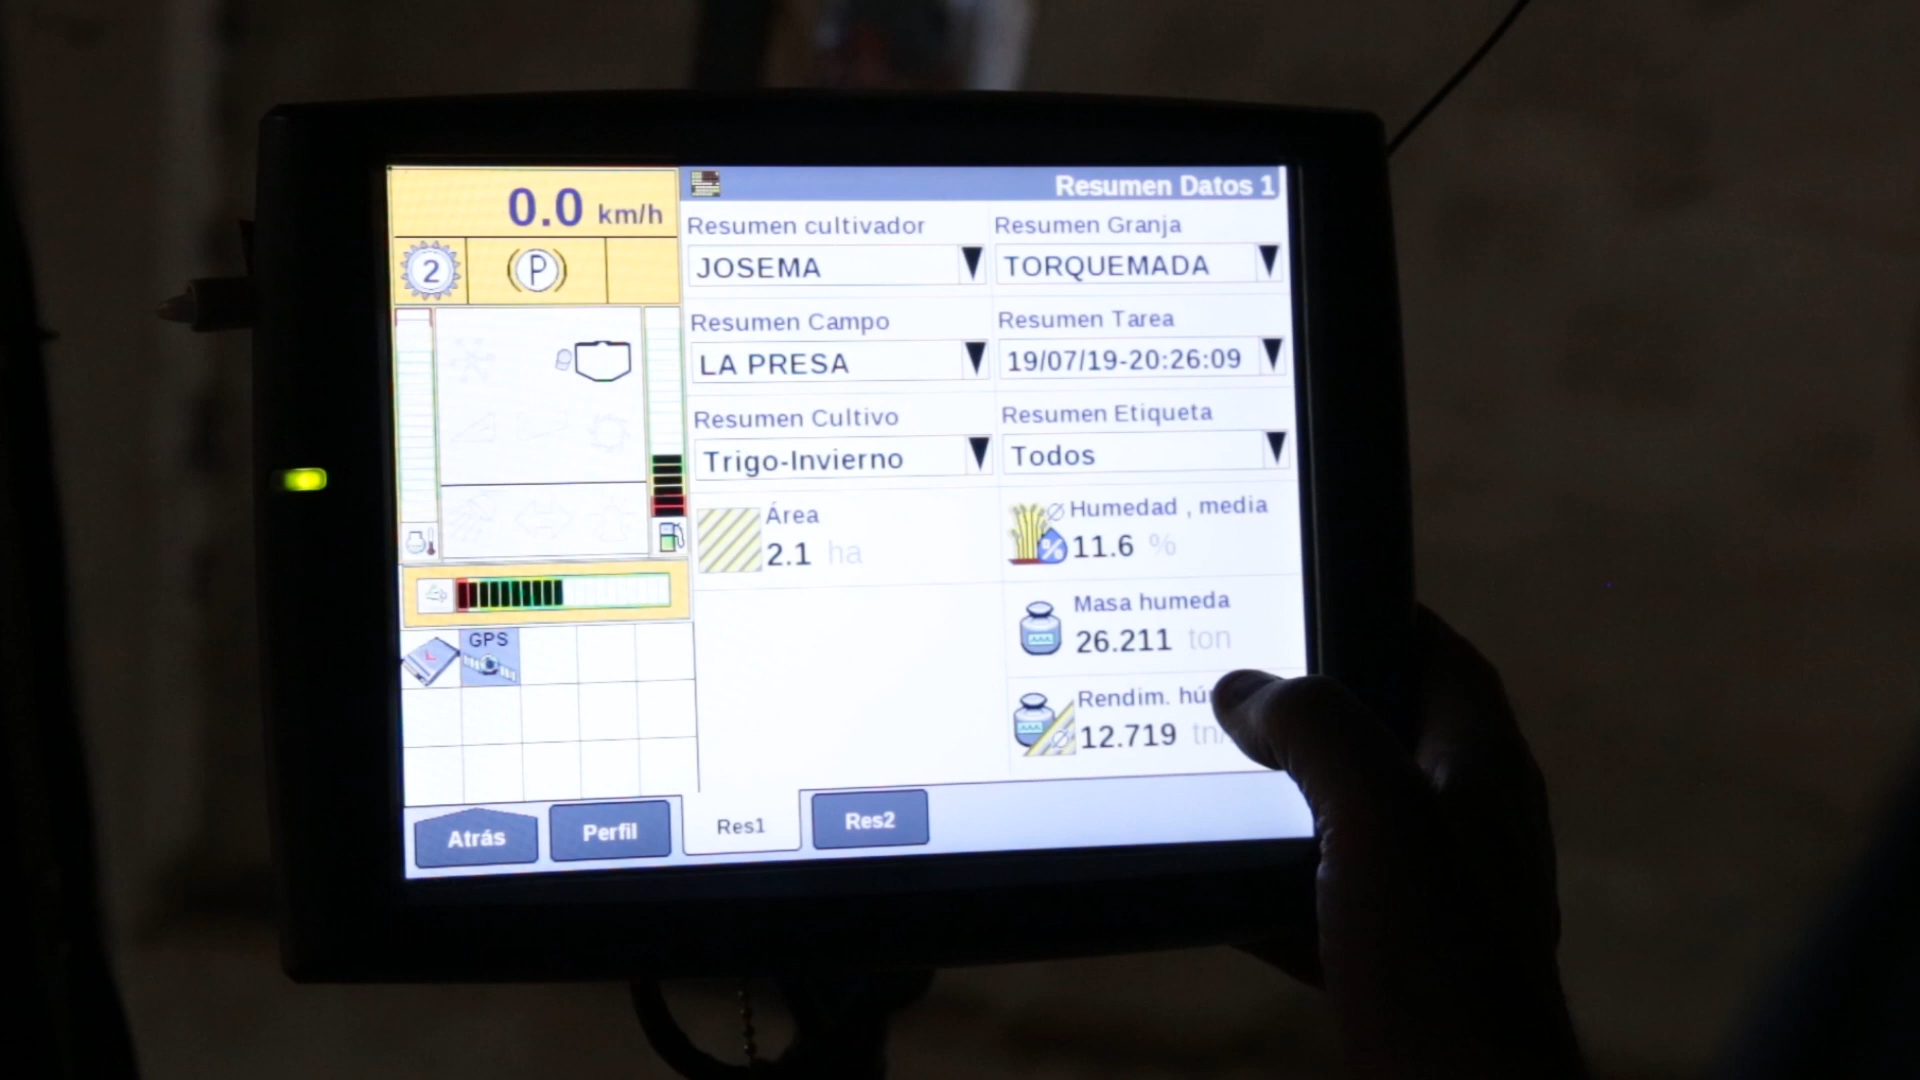 0.0 km/h
2
P
GPS
Resumen Datos 1
Resumen cultivador
JOSEMA
Resumen Granja
TORQUEMADA
Resumen Campo
LA PRESA
Resumen Tarea
19/07/19-20:26:09
Resumen Cultivo
Trigo-Invierno
Resumen Etiqueta
Todos
Área
2.1 ha
Humedad , media
11.6 %
Masa humeda
26.211 ton
Rendim.
12.719
Atrás
Perfil
Res1
Res2